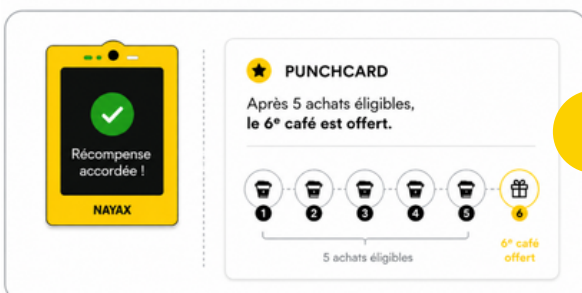 Récompense
accordée !
NAYAX
PUNCHCARD
Après 5 achats éligibles,
le 6ᵉ café est offert.
1 2 3 4 5 6
5 achats éligibles
6ᵉ café
offert